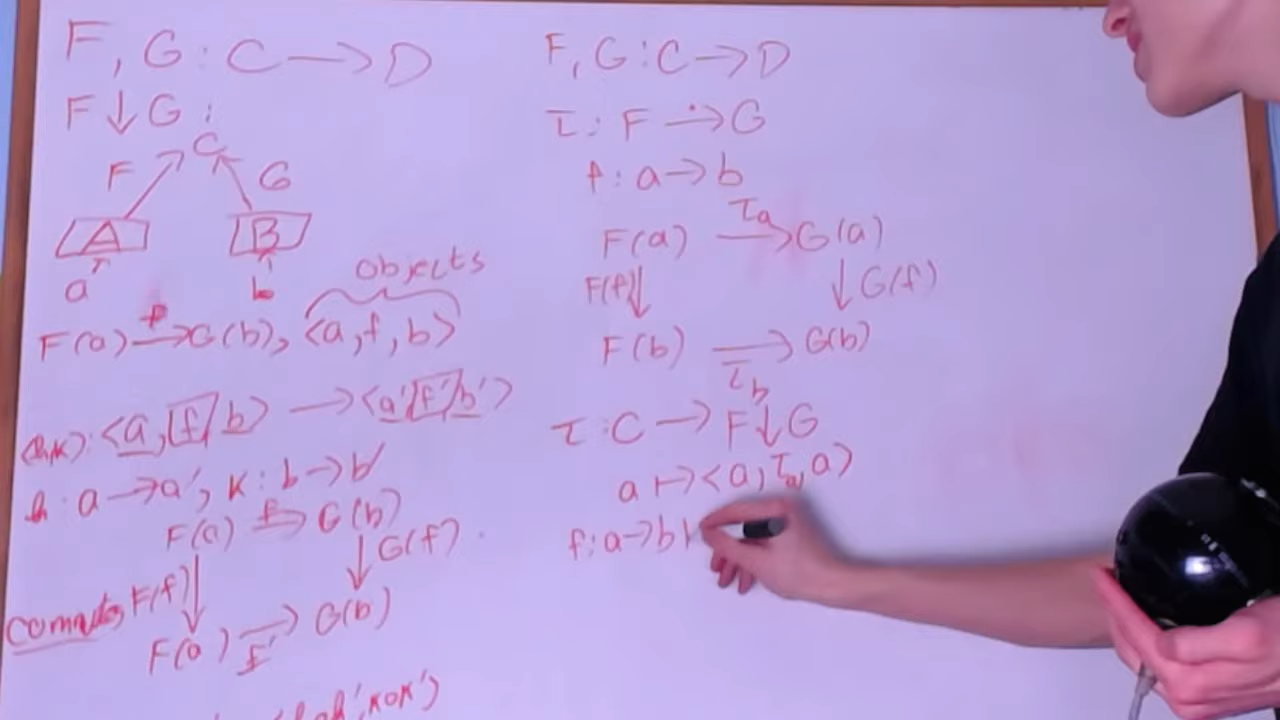 F, G : C → D
F ↓ G :
C
F G
A B
a b
objects
F(a) →f G(b), <a, f, b>
(h,k): <a, f, b> → <a', f', b'>
h : a → a', k : b → b'
F(a) →f G(b)
F(f) ↓ ↓ G(f)
commutes
F(a) →f' G(b)
k∘k')
F, G : C → D
τ : F →̇ G
f : a → b
F(a) →τa G(a)
F(f) ↓ ↓ G(f)
F(b) →τb G(b)
τ : C → F ↓ G
a ↦ <a, τa, a>
f : a → b